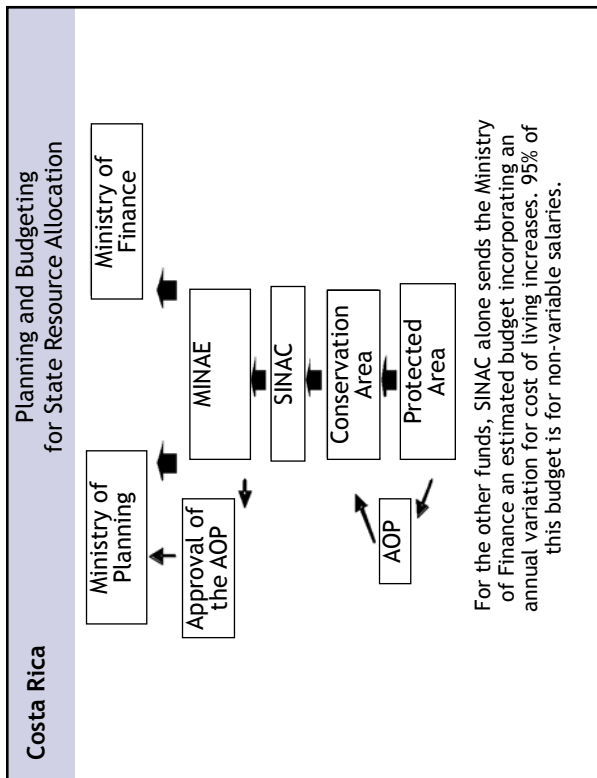 Costa Rica
Planning and Budgeting
for State Resource Allocation
Ministry of
Planning
Ministry of
Finance
Approval of
the AOP
MINAE
SINAC
Conservation
Area
AOP
Protected
Area
For the other funds, SINAC alone sends the Ministry
of Finance an estimated budget incorporating an
annual variation for cost of living increases. 95% of
this budget is for non-variable salaries.